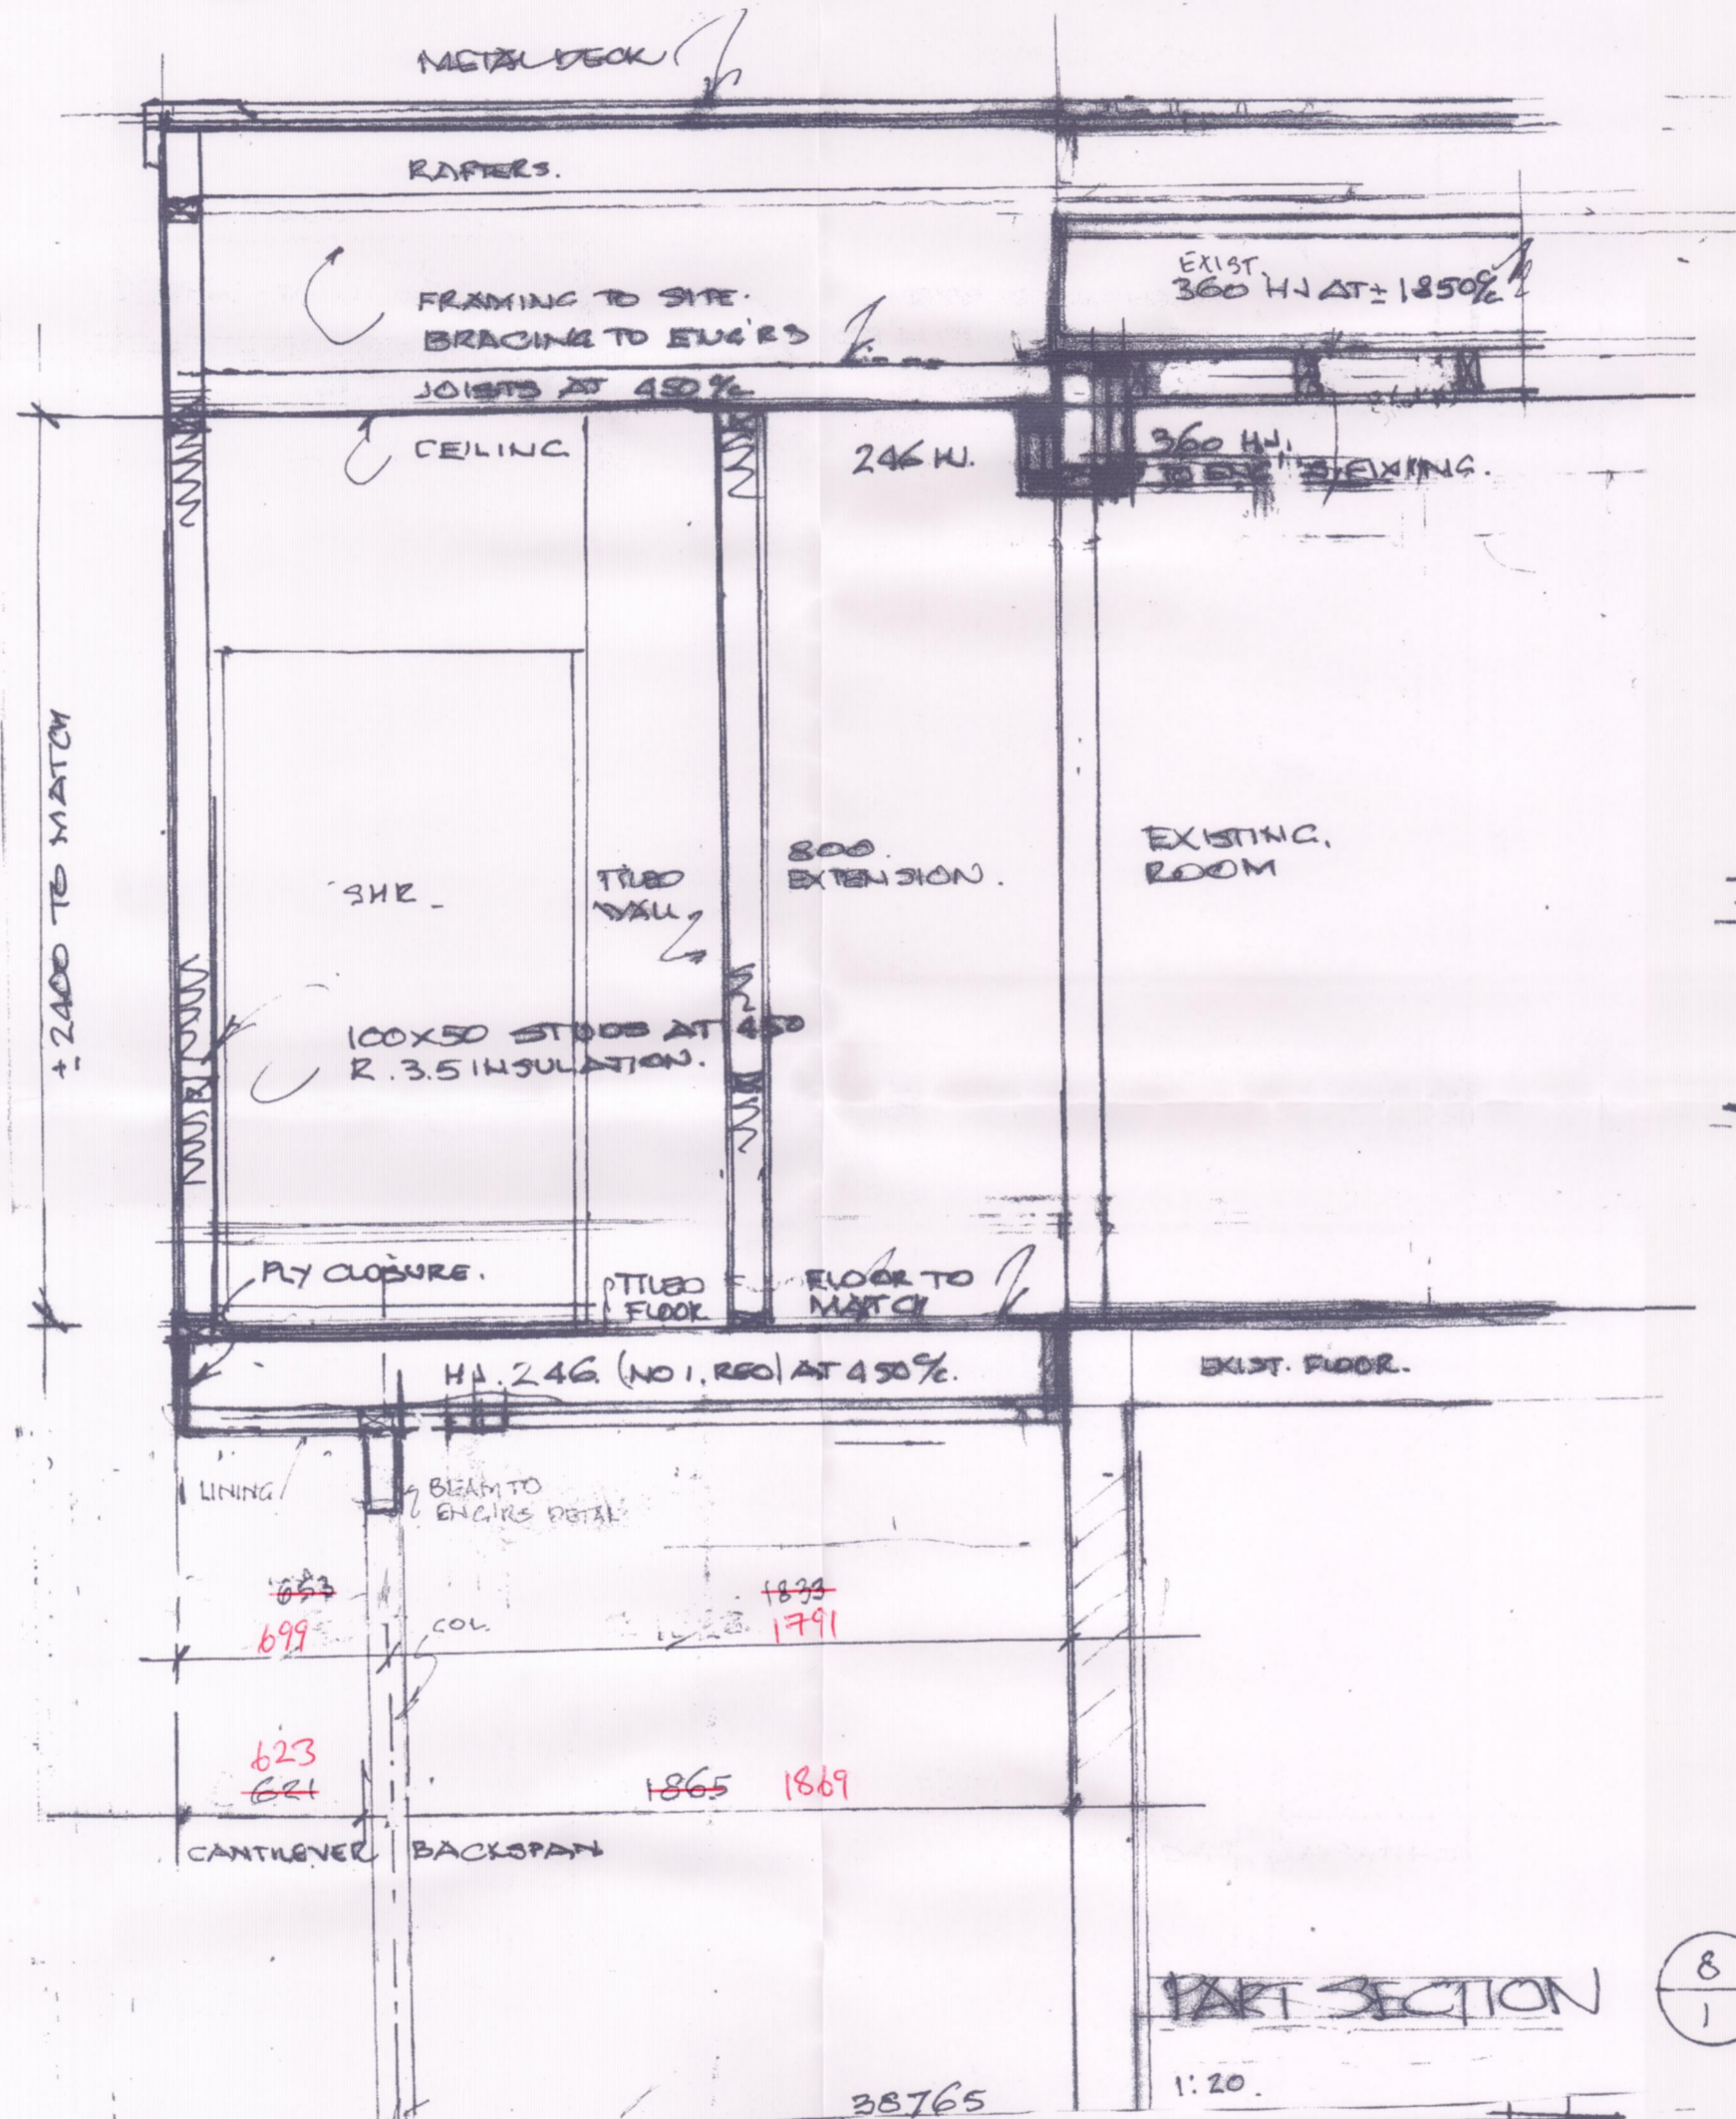 METAL DECK
RAFTERS.
EXIST.
360 HJ AT ± 1850 %c
FRAMING TO SITE.
BRACING TO ENG'RS
JOISTS AT 450 %c
CEILING
246 HJ.
360 HJ.
TO ENG'S FIXING.
± 2400 TO MATCH
SHR
TILED
WALL
800
EXTENSION.
EXISTING.
ROOM
100X50 STUDS AT 450
R.3.5 INSULATION.
PLY CLOSURE.
TILED
FLOOR
FLOOR TO
MATCH
HJ. 246. (NO 1. REQ) AT 450 %c.
EXIST. FLOOR.
LINING
BEAM TO
ENG'RS DETAIL
653
1833
699
COL.
1791
623
621
1865 1869
CANTILEVER BACKSPAN
PART SECTION
8
1
1:20.
38765